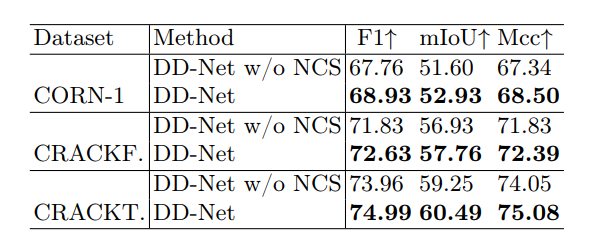 Dataset Method F1↑ mIoU↑ Mcc↑
DD-Net w/o NCS 67.76 51.60 67.34
CORN-1 DD-Net 68.93 52.93 68.50
DD-Net w/o NCS 71.83 56.93 71.83
CRACKF. DD-Net 72.63 57.76 72.39
DD-Net w/o NCS 73.96 59.25 74.05
CRACKT. DD-Net 74.99 60.49 75.08